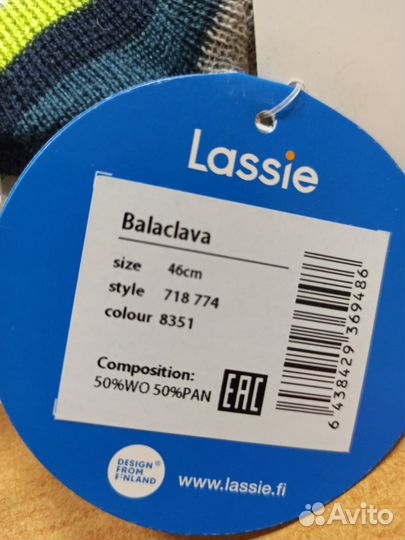 Lassie
Balaclava
size 46cm
style 718 774
colour 8351
Composition:
50%WO 50%PAN
EAC
6 438429 369486
DESIGN ®
FROM
FINLAND
www.lassie.fi
Avito